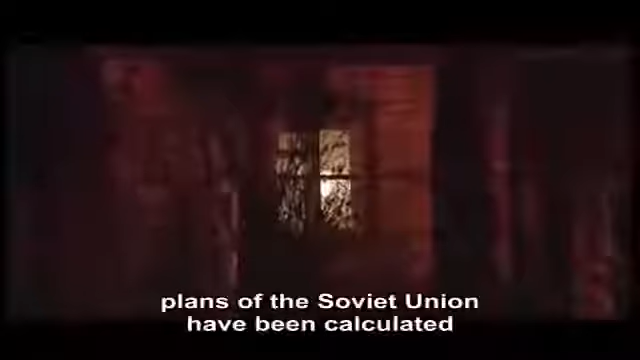 plans of the Soviet Union
have been calculated